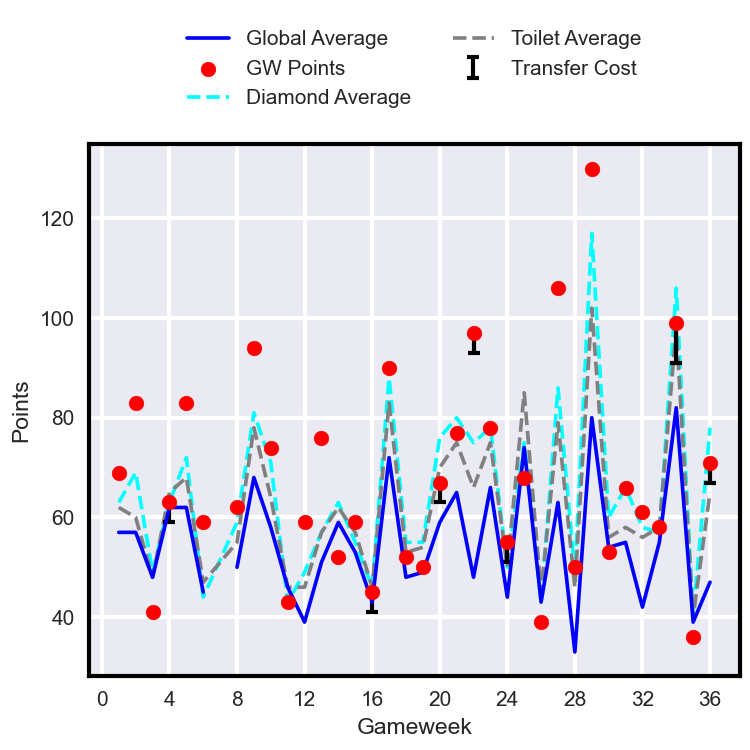 Global Average
GW Points
Diamond Average
Toilet Average
Transfer Cost
Points
120
100
80
60
40
0 4 8 12 16 20 24 28 32 36
Gameweek